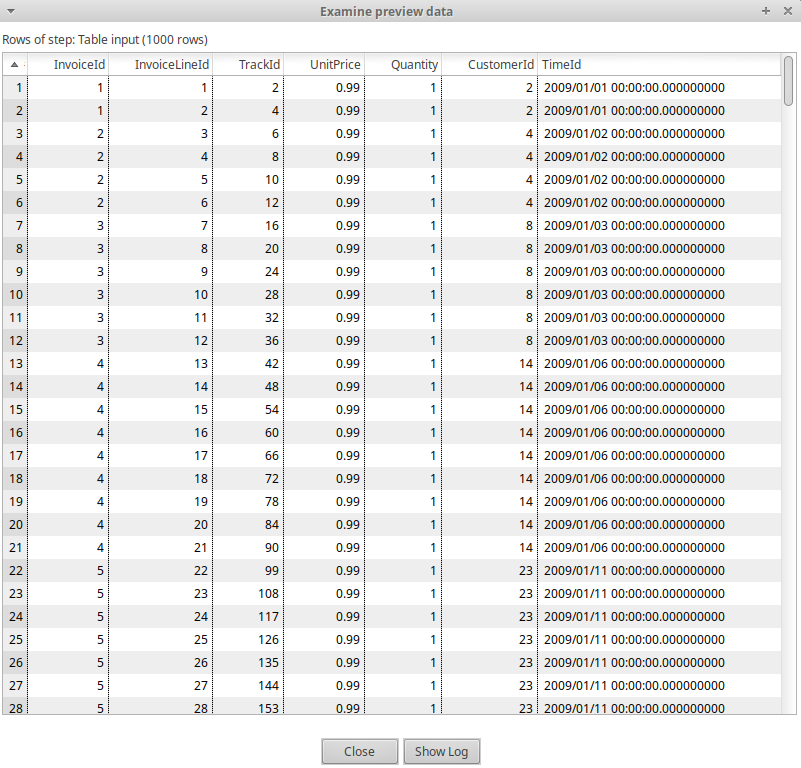 Examine preview data
Rows of step: Table input (1000 rows)
InvoiceId InvoiceLineId TrackId UnitPrice Quantity CustomerId TimeId
1 1 1 2 0.99 1 2 2009/01/01 00:00:00.000000000
2 1 2 4 0.99 1 2 2009/01/01 00:00:00.000000000
3 2 3 6 0.99 1 4 2009/01/02 00:00:00.000000000
4 2 4 8 0.99 1 4 2009/01/02 00:00:00.000000000
5 2 5 10 0.99 1 4 2009/01/02 00:00:00.000000000
6 2 6 12 0.99 1 4 2009/01/02 00:00:00.000000000
7 3 7 16 0.99 1 8 2009/01/03 00:00:00.000000000
8 3 8 20 0.99 1 8 2009/01/03 00:00:00.000000000
9 3 9 24 0.99 1 8 2009/01/03 00:00:00.000000000
10 3 10 28 0.99 1 8 2009/01/03 00:00:00.000000000
11 3 11 32 0.99 1 8 2009/01/03 00:00:00.000000000
12 3 12 36 0.99 1 8 2009/01/03 00:00:00.000000000
13 4 13 42 0.99 1 14 2009/01/06 00:00:00.000000000
14 4 14 48 0.99 1 14 2009/01/06 00:00:00.000000000
15 4 15 54 0.99 1 14 2009/01/06 00:00:00.000000000
16 4 16 60 0.99 1 14 2009/01/06 00:00:00.000000000
17 4 17 66 0.99 1 14 2009/01/06 00:00:00.000000000
18 4 18 72 0.99 1 14 2009/01/06 00:00:00.000000000
19 4 19 78 0.99 1 14 2009/01/06 00:00:00.000000000
20 4 20 84 0.99 1 14 2009/01/06 00:00:00.000000000
21 4 21 90 0.99 1 14 2009/01/06 00:00:00.000000000
22 5 22 99 0.99 1 23 2009/01/11 00:00:00.000000000
23 5 23 108 0.99 1 23 2009/01/11 00:00:00.000000000
24 5 24 117 0.99 1 23 2009/01/11 00:00:00.000000000
25 5 25 126 0.99 1 23 2009/01/11 00:00:00.000000000
26 5 26 135 0.99 1 23 2009/01/11 00:00:00.000000000
27 5 27 144 0.99 1 23 2009/01/11 00:00:00.000000000
28 5 28 153 0.99 1 23 2009/01/11 00:00:00.000000000
Close Show Log